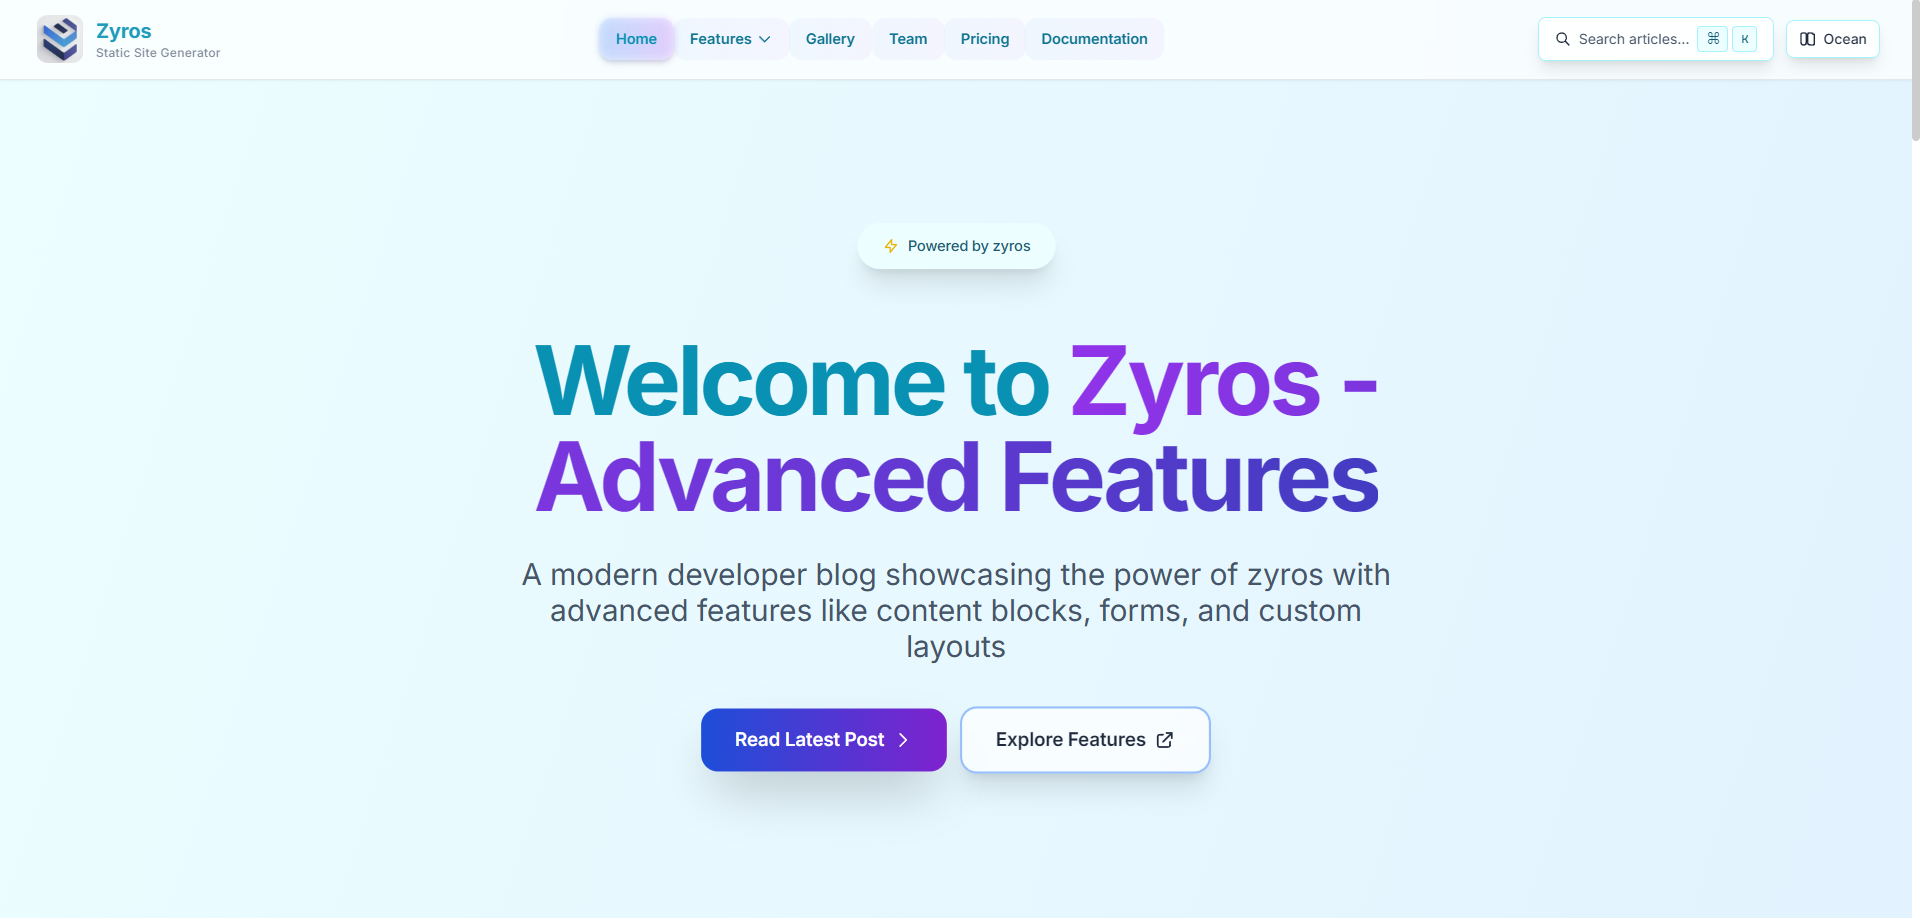 Zyros
Static Site Generator
Home
Features
Gallery
Team
Pricing
Documentation
Search articles... ⌘ K
Ocean
Powered by zyros
Welcome to Zyros -
Advanced Features
A modern developer blog showcasing the power of zyros with
advanced features like content blocks, forms, and custom
layouts
Read Latest Post
Explore Features